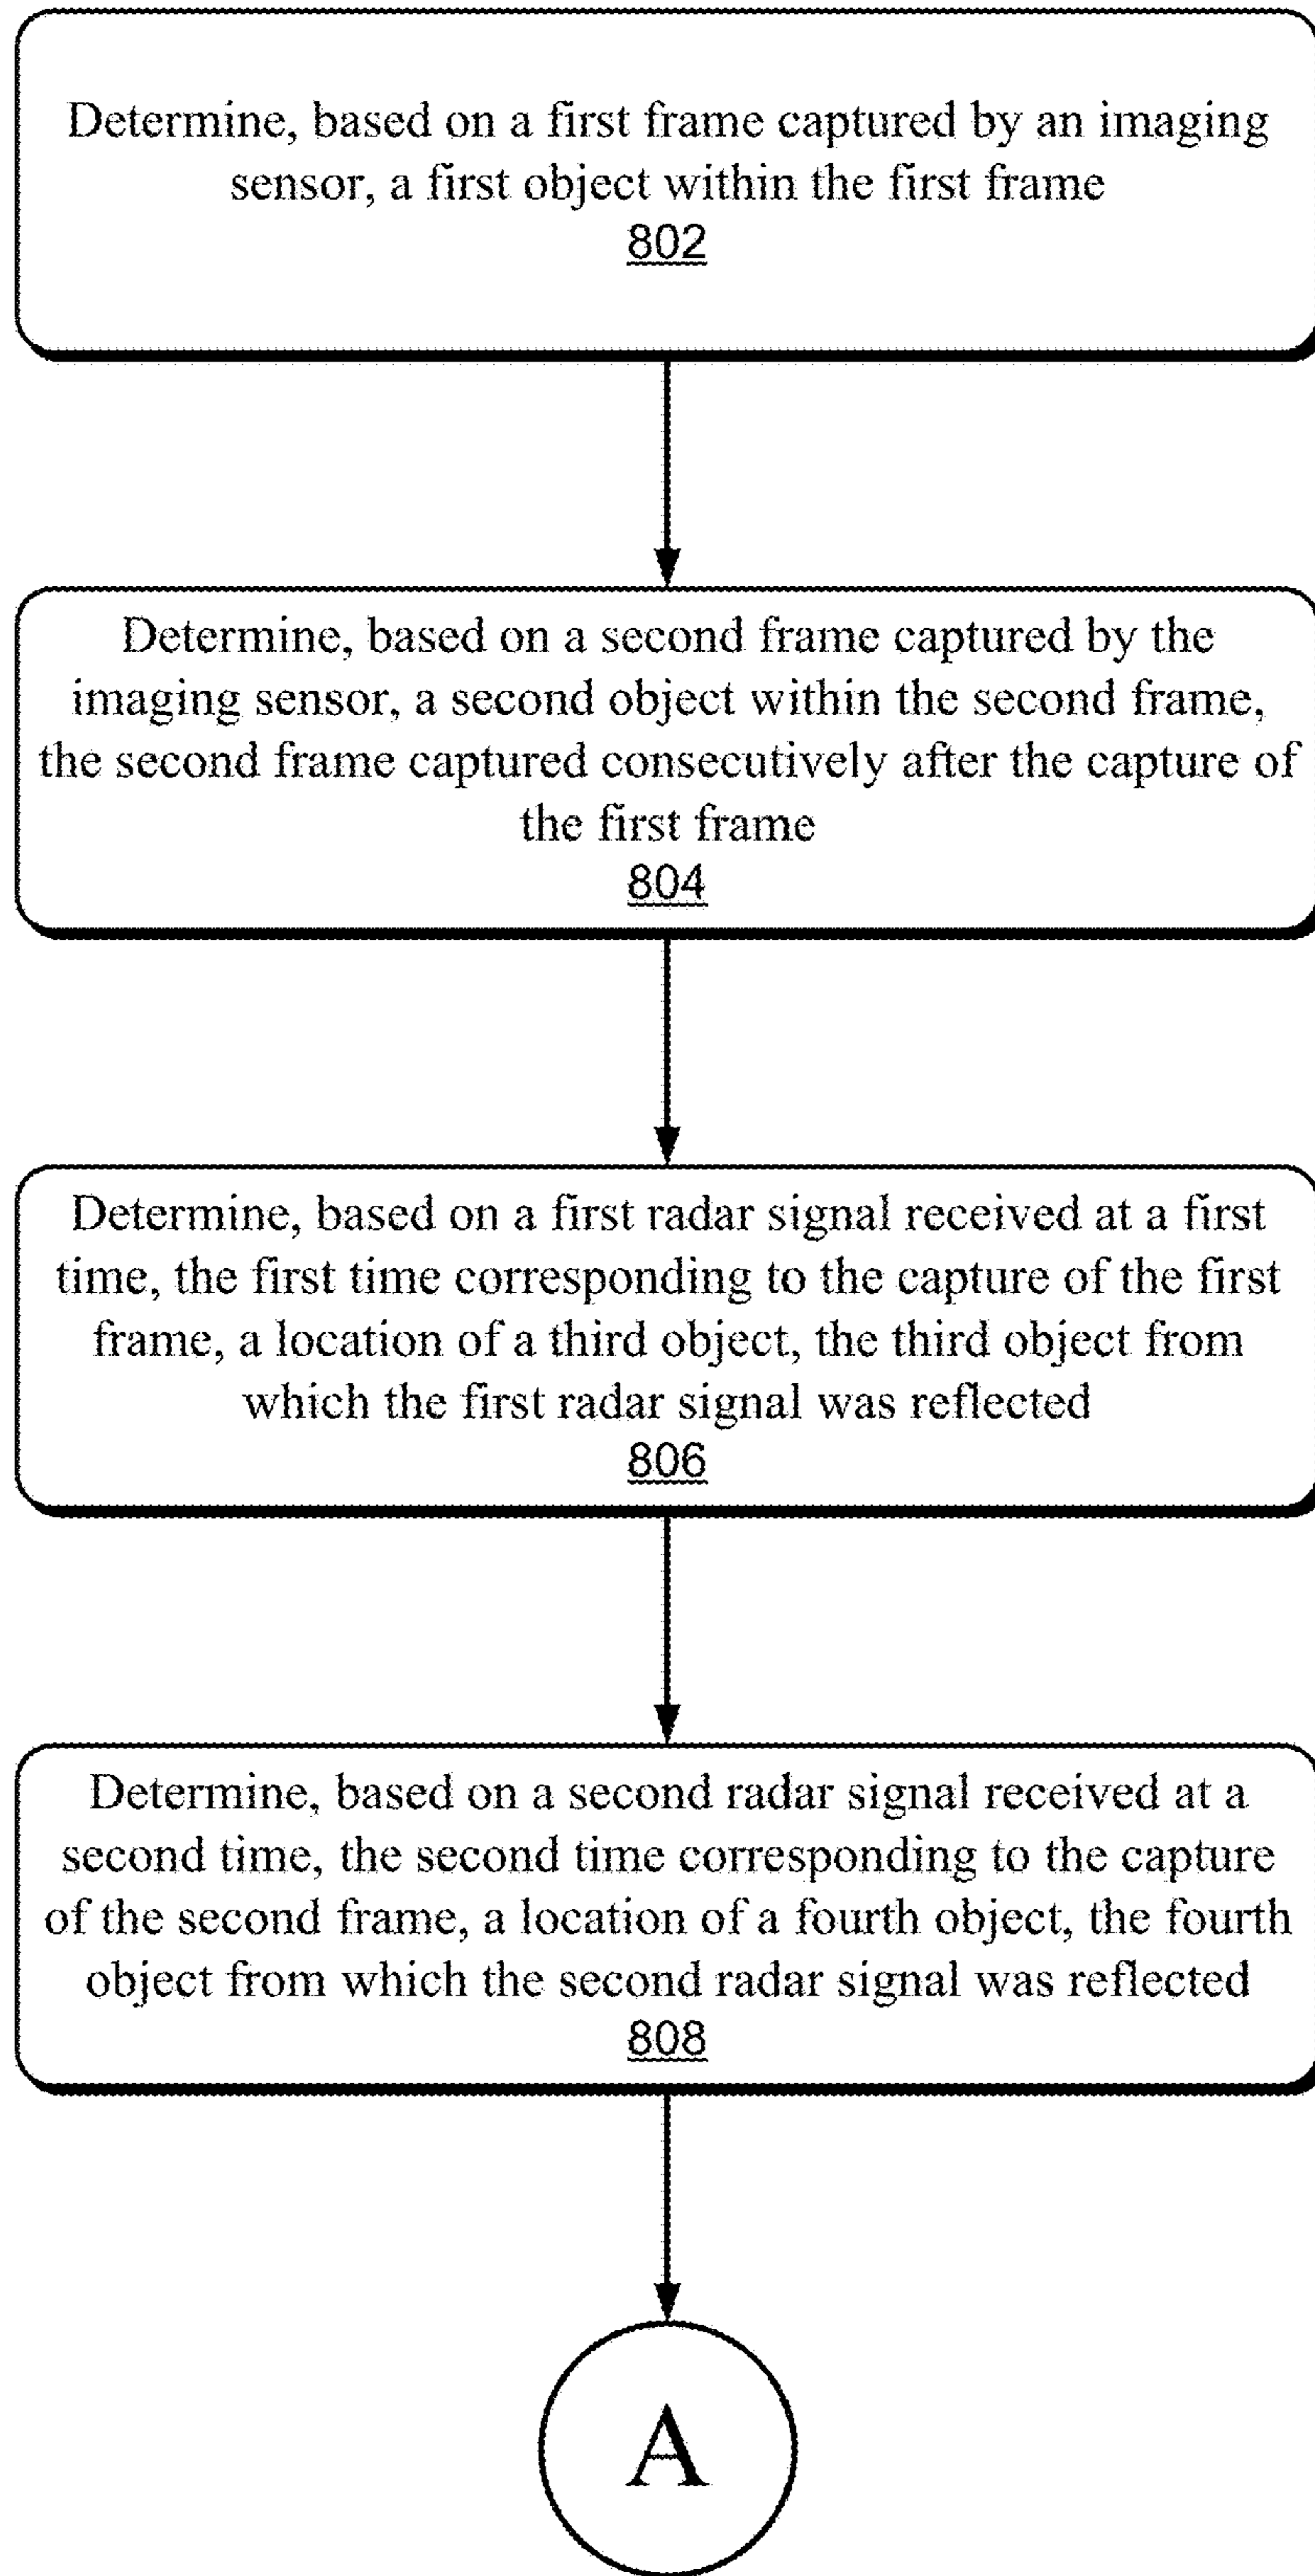 Determine, based on a first frame captured by an imaging
sensor, a first object within the first frame
802
Determine, based on a second frame captured by the
imaging sensor, a second object within the second frame,
the second frame captured consecutively after the capture of
the first frame
804
Determine, based on a first radar signal received at a first
time, the first time corresponding to the capture of the first
frame, a location of a third object, the third object from
which the first radar signal was reflected
806
Determine, based on a second radar signal received at a
second time, the second time corresponding to the capture
of the second frame, a location of a fourth object, the fourth
object from which the second radar signal was reflected
808
A